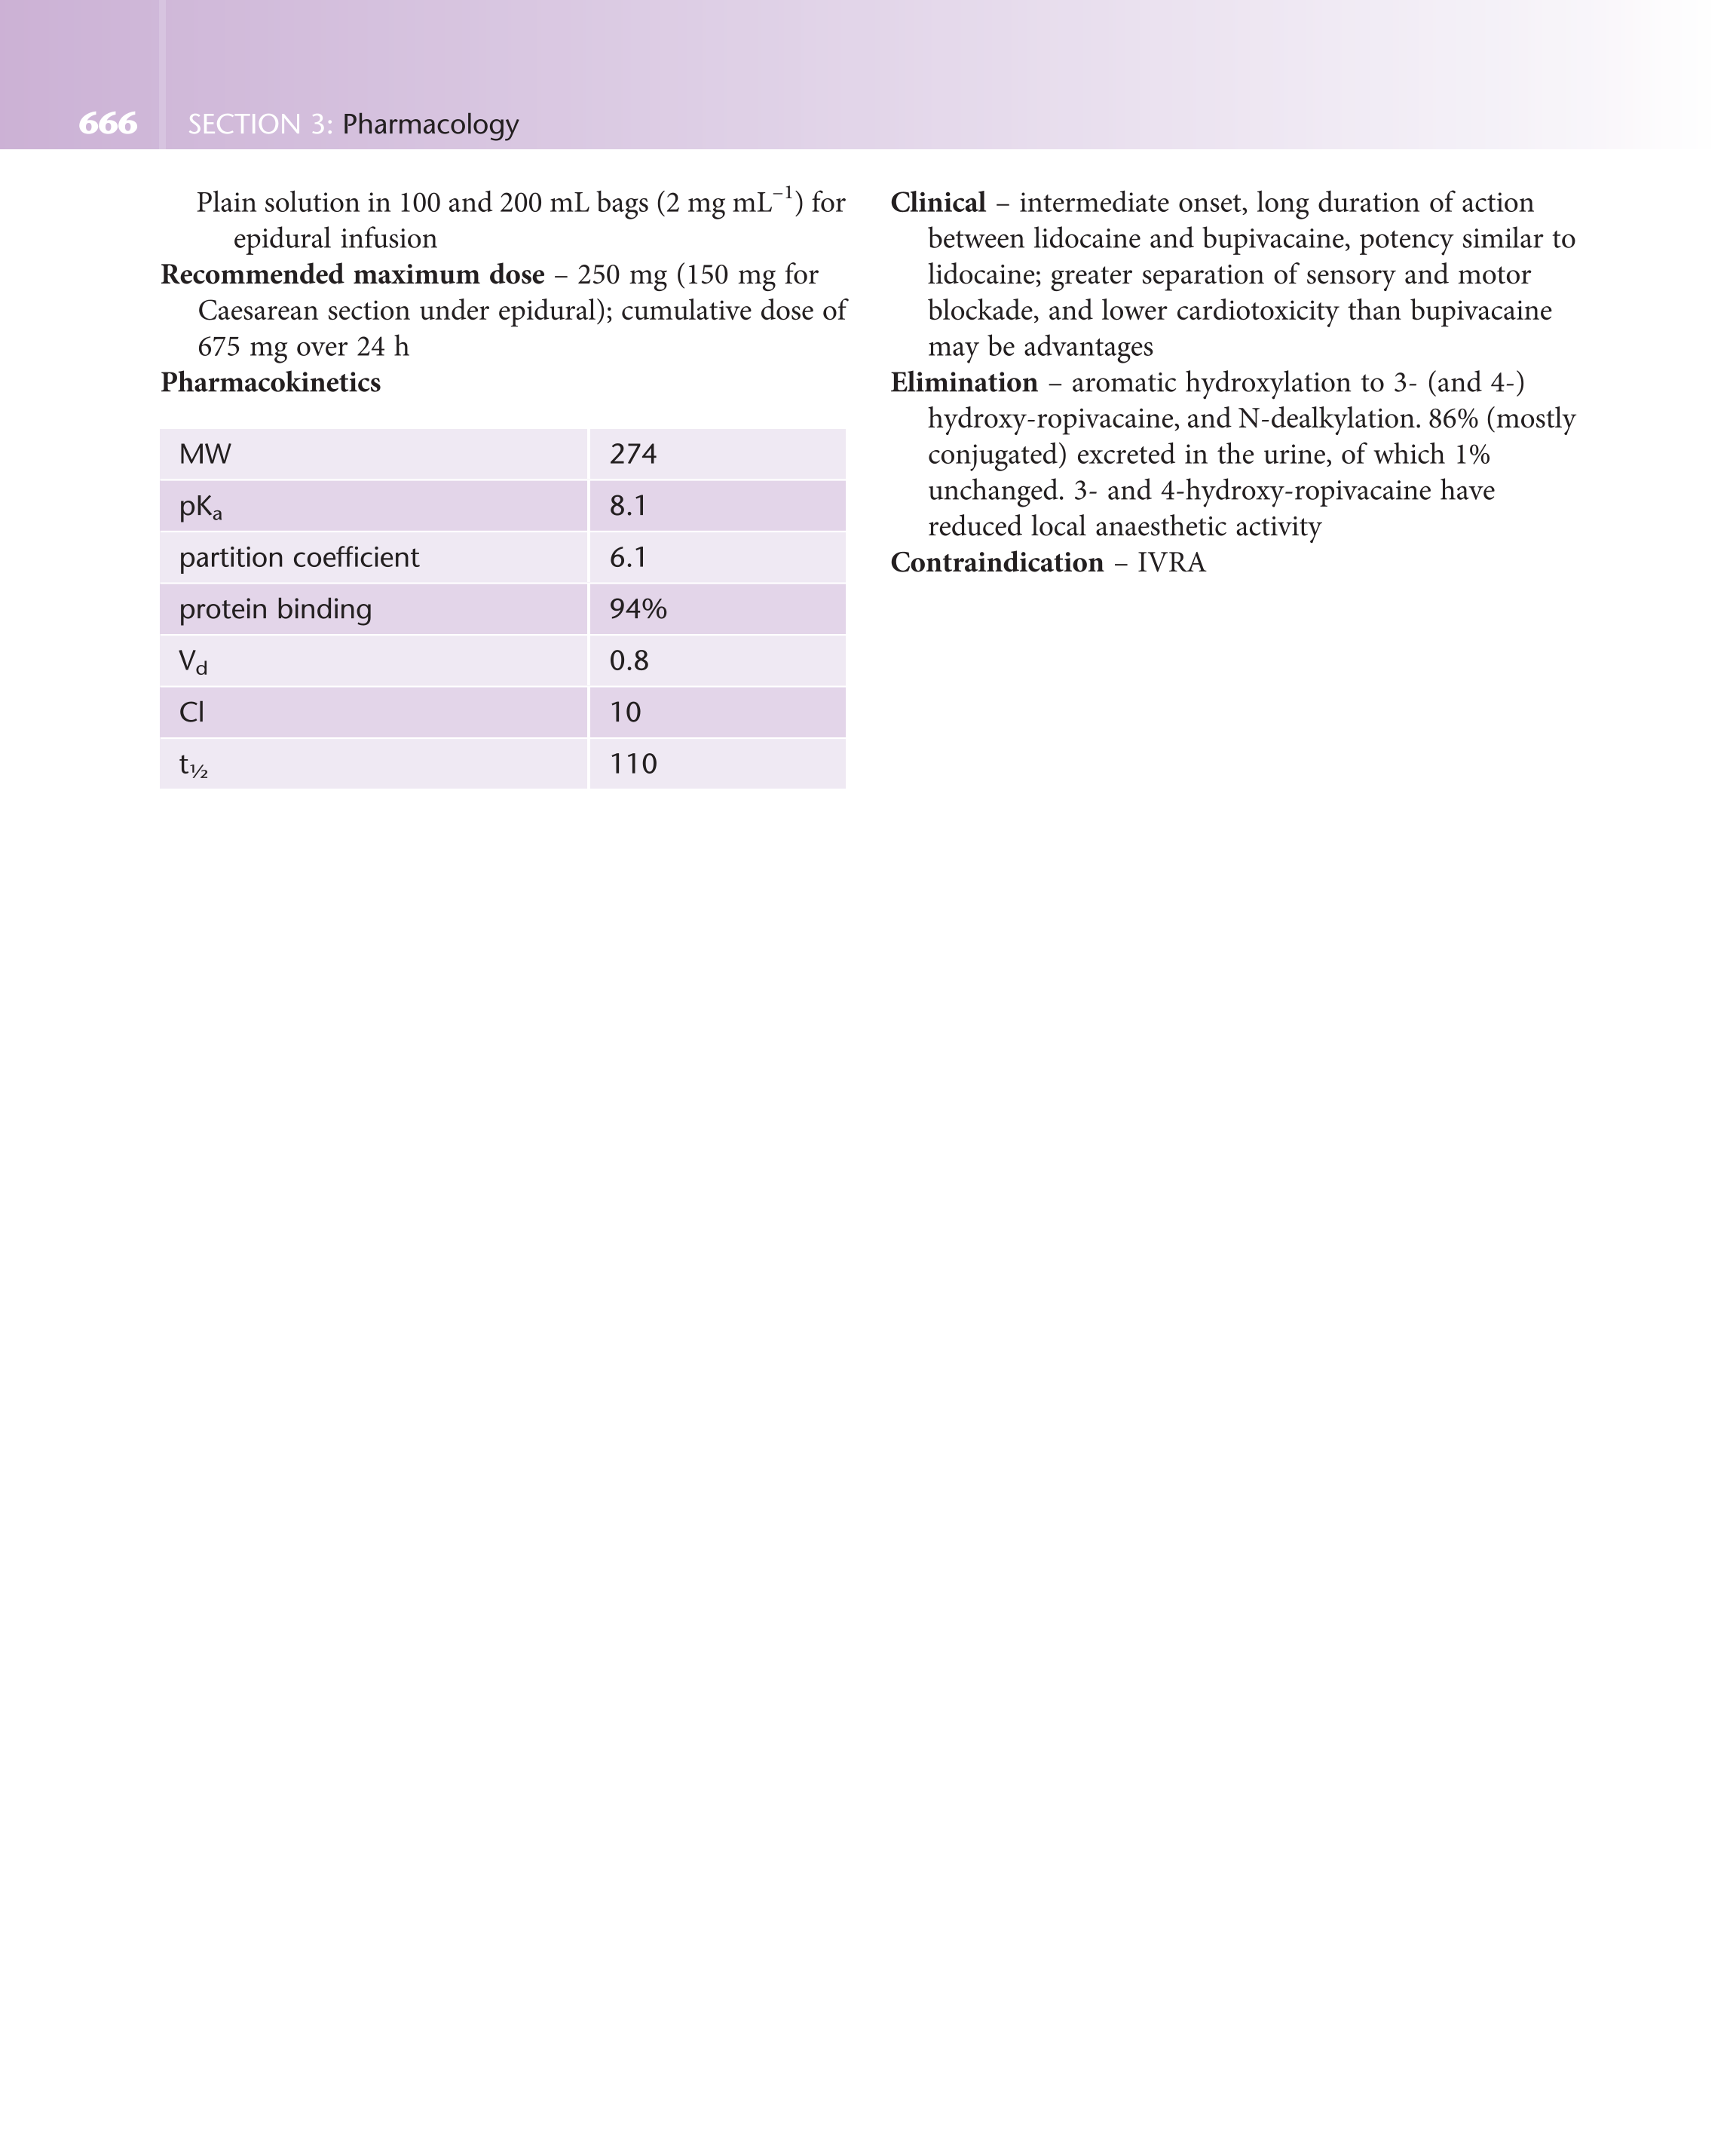 666 SECTION 3: Pharmacology
Plain solution in 100 and 200 mL bags (2 mg mL⁻¹) for
epidural infusion
Recommended maximum dose – 250 mg (150 mg for
Caesarean section under epidural); cumulative dose of
675 mg over 24 h
Pharmacokinetics
MW 274
pKₐ 8.1
partition coefficient 6.1
protein binding 94%
Vd 0.8
Cl 10
t½ 110
Clinical – intermediate onset, long duration of action
between lidocaine and bupivacaine, potency similar to
lidocaine; greater separation of sensory and motor
blockade, and lower cardiotoxicity than bupivacaine
may be advantages
Elimination – aromatic hydroxylation to 3- (and 4-)
hydroxy-ropivacaine, and N-dealkylation. 86% (mostly
conjugated) excreted in the urine, of which 1%
unchanged. 3- and 4-hydroxy-ropivacaine have
reduced local anaesthetic activity
Contraindication – IVRA